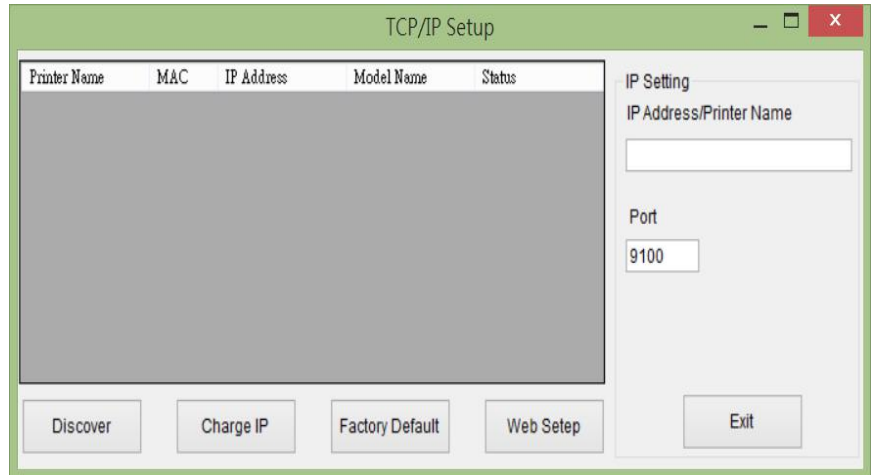 TCP/IP Setup
X
Printer Name MAC IP Address Model Name Status
IP Setting
IP Address/Printer Name
Port
9100
Discover Charge IP Factory Default Web Setep Exit